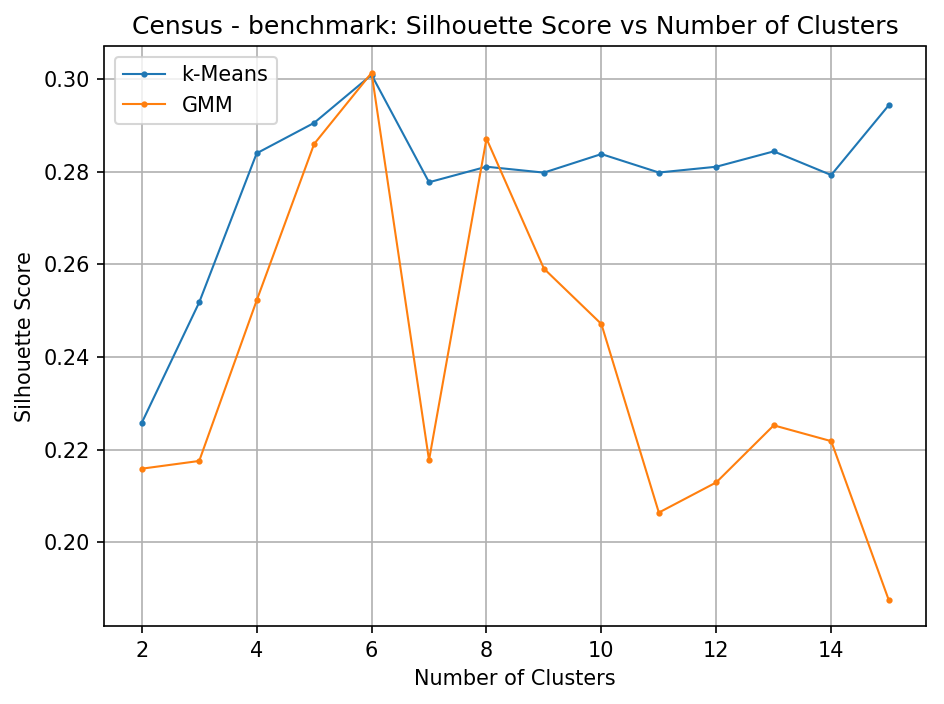 Census - benchmark: Silhouette Score vs Number of Clusters
k-Means
GMM
Silhouette Score
0.30
0.28
0.26
0.24
0.22
0.20
2 4 6 8 10 12 14
Number of Clusters